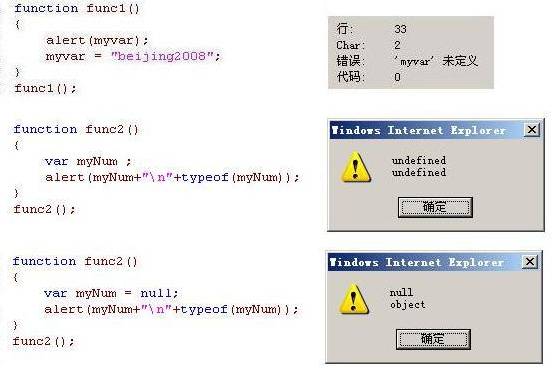 function func1()
{
alert(myvar);
myvar = "beijing2008";
}
func1();
行: 33
Char: 2
错误: 'myvar' 未定义
代码: 0
function func2()
{
var myNum ;
alert(myNum+"\n"+typeof(myNum));
}
func2();
Windows Internet Explorer
undefined
undefined
确定
function func2()
{
var myNum = null;
alert(myNum+"\n"+typeof(myNum));
}
func2();
Windows Internet Explorer
null
object
确定